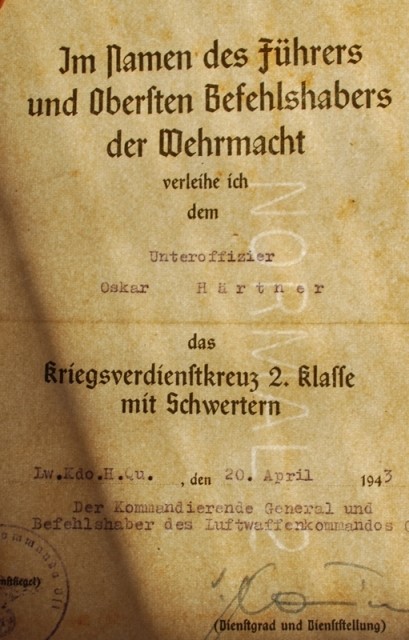 Im Namen des Führers
und Obersten Befehlshabers
der Wehrmacht
verleihe ich
dem
Unteroffizier
Oskar Härtner
das
Kriegsverdienstkreuz 2. Klasse
mit Schwertern
Lw.Kdo.H.Qu. , den 20. April 1943
Der Kommandierende General und
Befehlshaber des Luftwaffenkommandos
(Dienstgrad und Dienststellung)
NORMAL